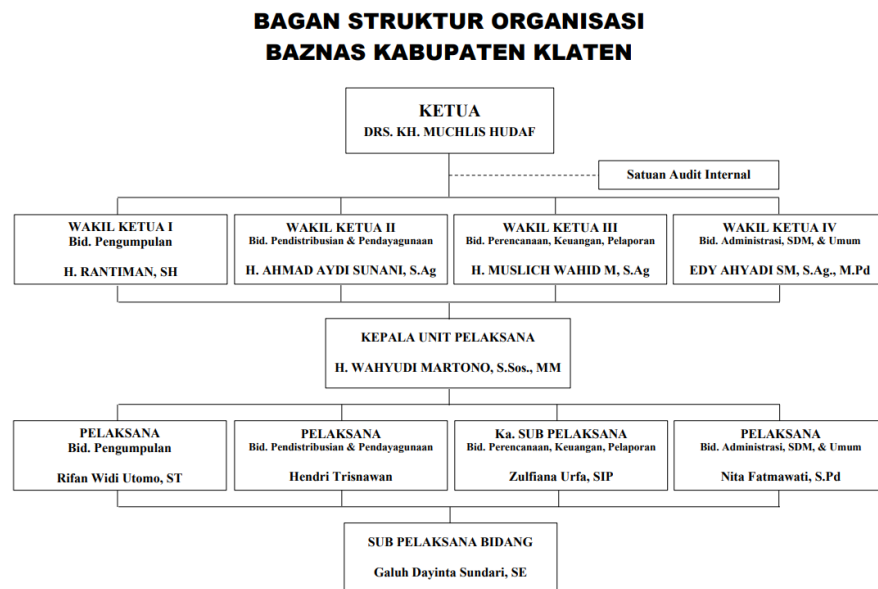 BAGAN STRUKTUR ORGANISASI
BAZNAS KABUPATEN KLATEN
KETUA
DRS. KH. MUCHLIS HUDAF
Satuan Audit Internal
WAKIL KETUA I
Bid. Pengumpulan
H. RANTIMAN, SH
WAKIL KETUA II
Bid. Pendistribusian & Pendayagunaan
H. AHMAD AYDI SUNANI, S.Ag
WAKIL KETUA III
Bid. Perencanaan, Keuangan, Pelaporan
H. MUSLICH WAHID M, S.Ag
WAKIL KETUA IV
Bid. Administrasi, SDM, & Umum
EDY AHYADI SM, S.Ag., M.Pd
KEPALA UNIT PELAKSANA
H. WAHYUDI MARTONO, S.Sos., MM
PELAKSANA
Bid. Pengumpulan
Rifan Widi Utomo, ST
PELAKSANA
Bid. Pendistribusian & Pendayagunaan
Hendri Trisnawan
Ka. SUB PELAKSANA
Bid. Perencanaan, Keuangan, Pelaporan
Zulfiana Urfa, SIP
PELAKSANA
Bid. Administrasi, SDM, & Umum
Nita Fatmawati, S.Pd
SUB PELAKSANA BIDANG
Galuh Dayinta Sundari, SE